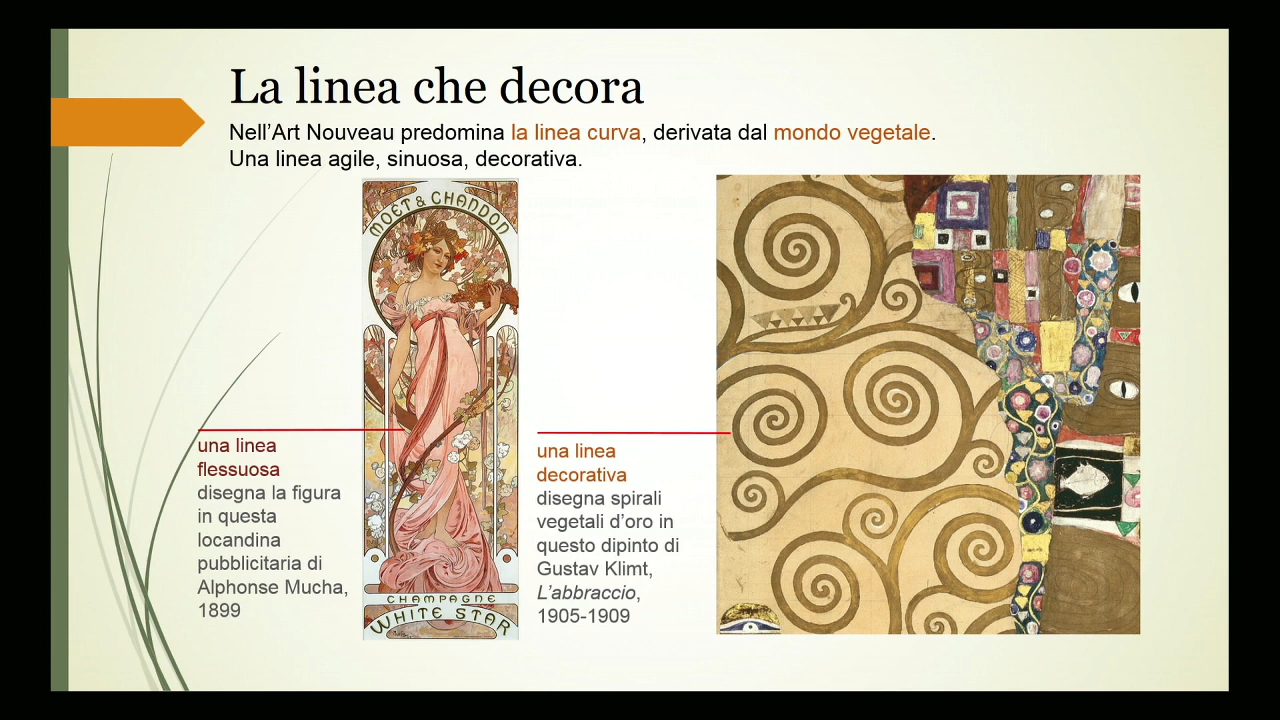 La linea che decora
Nell'Art Nouveau predomina la linea curva, derivata dal mondo vegetale.
Una linea agile, sinuosa, decorativa.
MOËT & CHANDON
CHAMPAGNE
WHITE STAR
una linea
flessuosa
disegna la figura
in questa
locandina
pubblicitaria di
Alphonse Mucha,
1899
una linea
decorativa
disegna spirali
vegetali d'oro in
questo dipinto di
Gustav Klimt,
L'abbraccio,
1905-1909